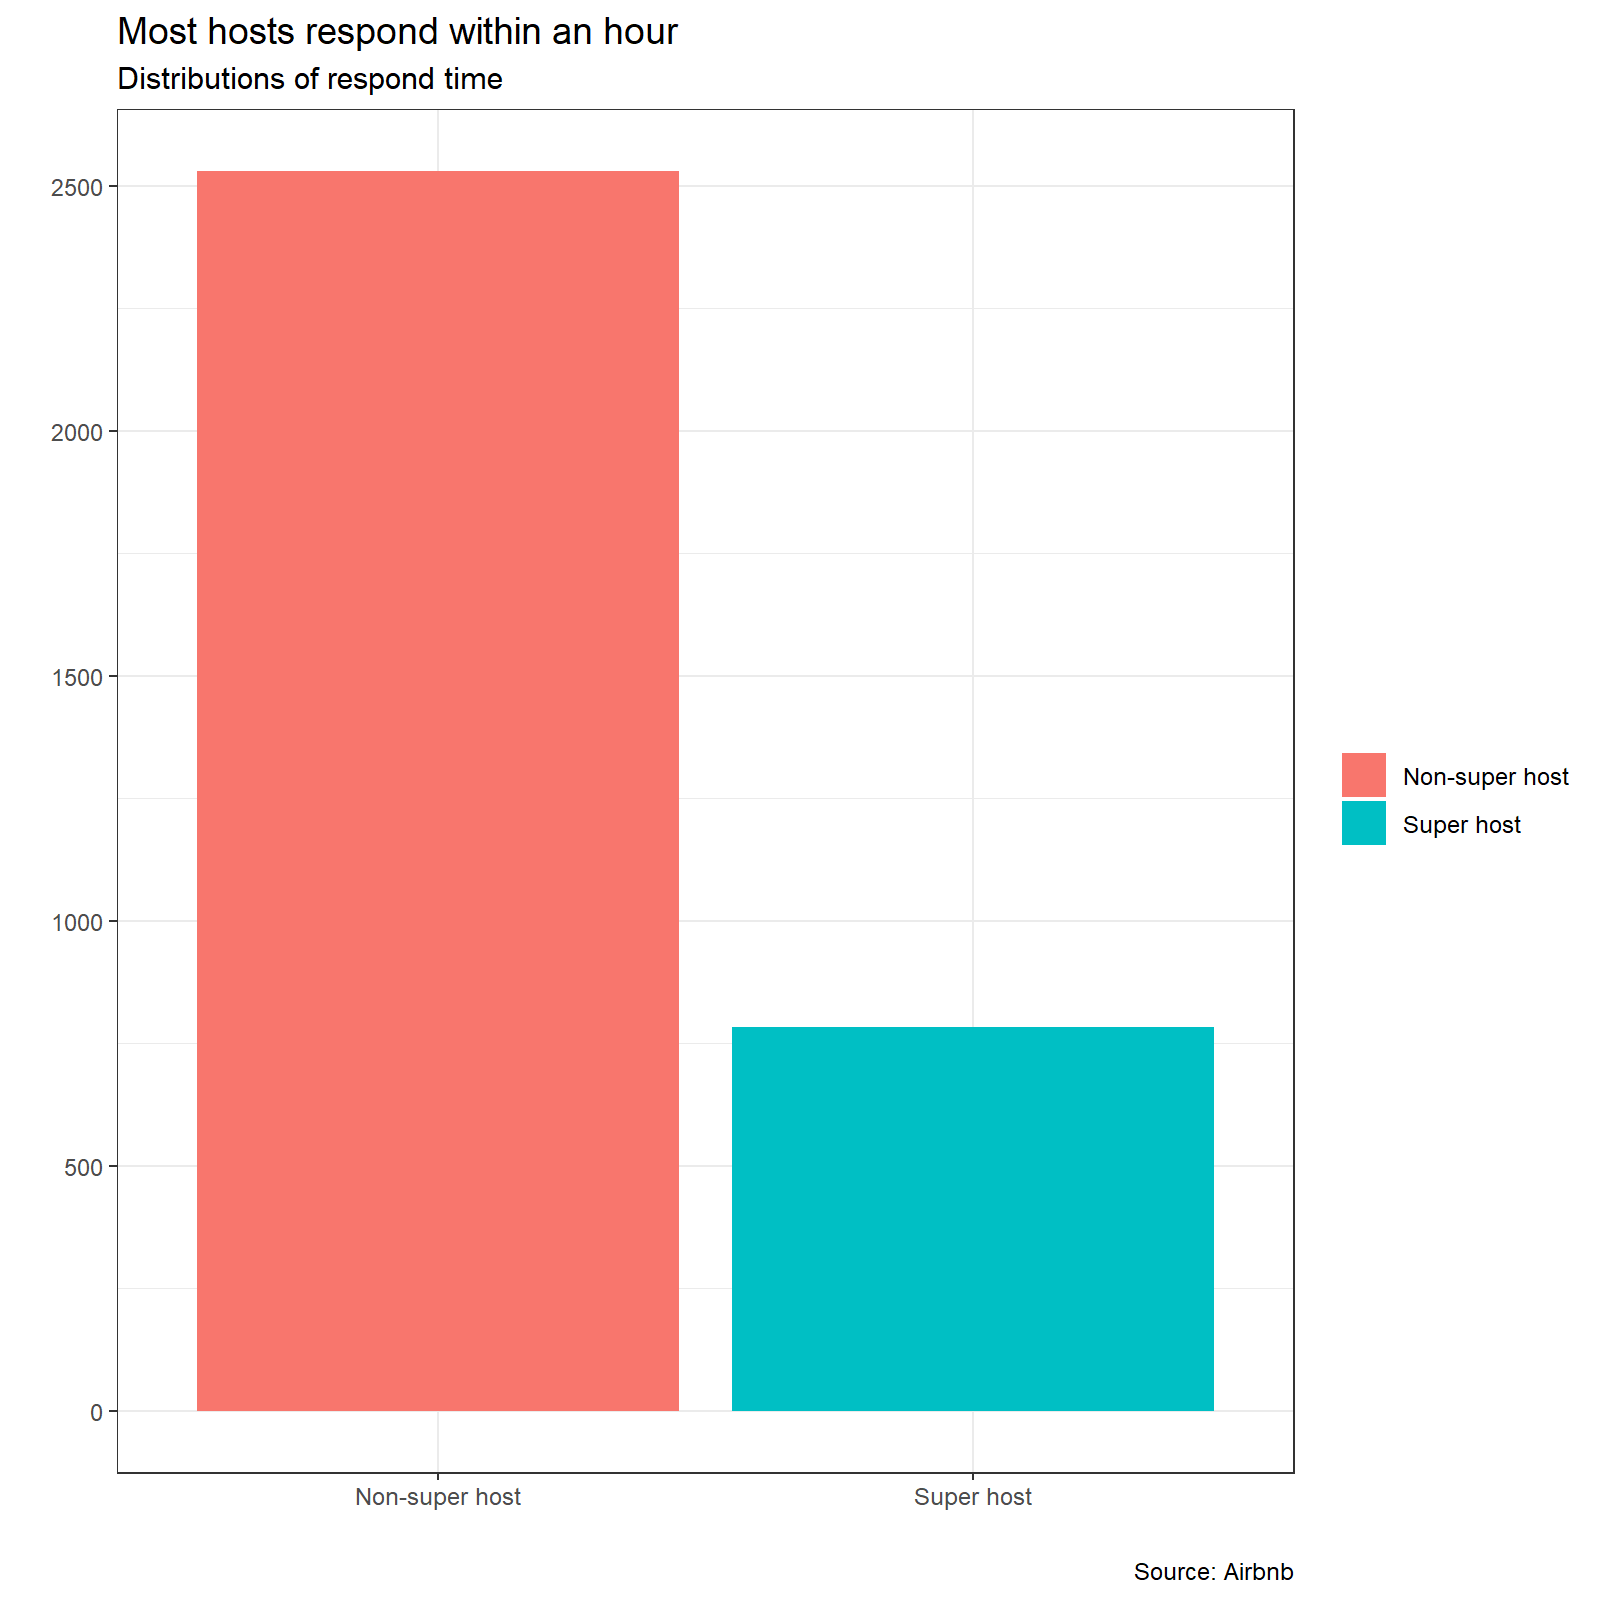 Most hosts respond within an hour
Distributions of respond time
2500
2000
1500
1000
500
0
Non-super host
Super host
Non-super host
Super host
Source: Airbnb